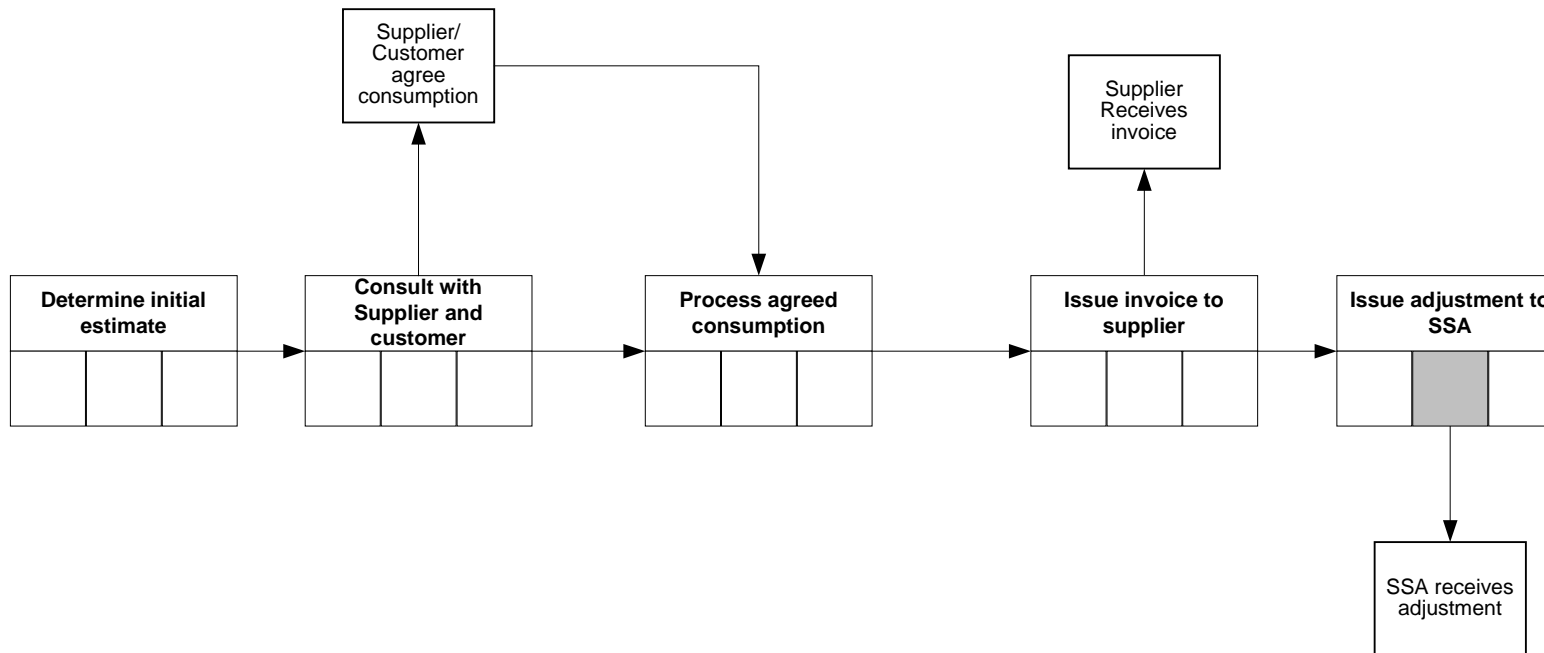 Supplier/
Customer
agree
consumption
Supplier
Receives
invoice
Determine initial
estimate
Consult with
Supplier and
customer
Process agreed
consumption
Issue invoice to
supplier
Issue adjustment to
SSA
SSA receives
adjustment